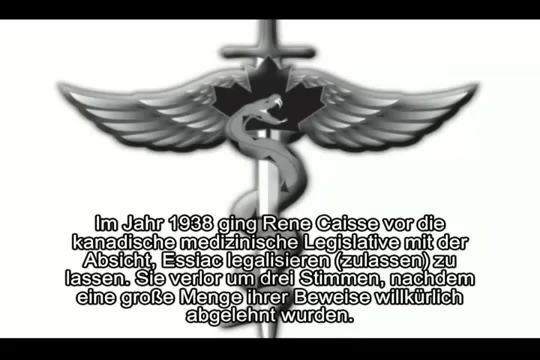 Im Jahr 1938 ging Rene Caisse vor die
kanadische medizinische Legislative mit der
Absicht, Essiac legalisieren (zulassen) zu
lassen. Sie verlor um drei Stimmen, nachdem
eine große Menge ihrer Beweise willkürlich
abgelehnt wurden.